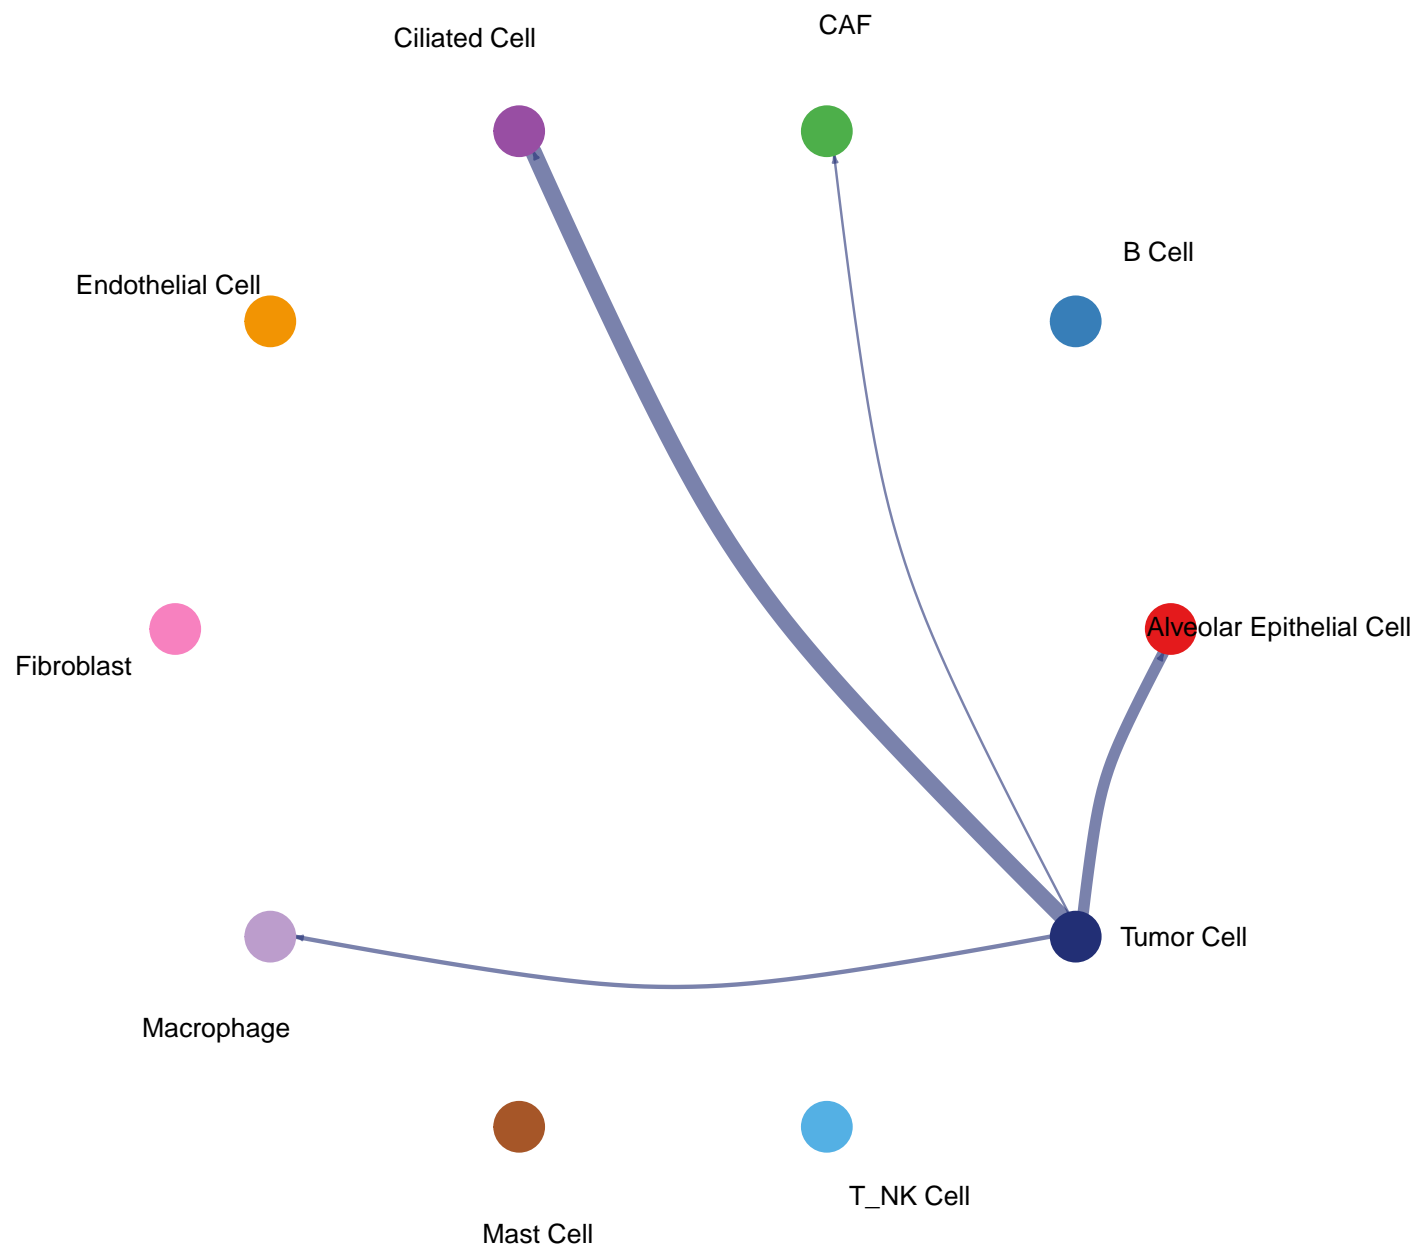 CAF
Ciliated Cell
B Cell
Endothelial Cell
Alveolar Epithelial Cell
Fibroblast
Tumor Cell
Macrophage
T_NK Cell
Mast Cell